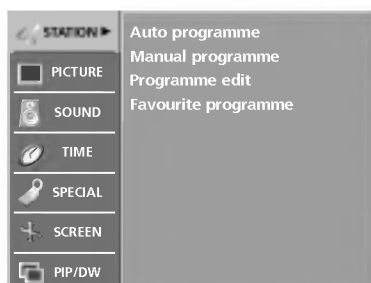 STATION ▶
PICTURE
SOUND
TIME
SPECIAL
SCREEN
PIP/DW
Auto programme
Manual programme
Programme edit
Favourite programme